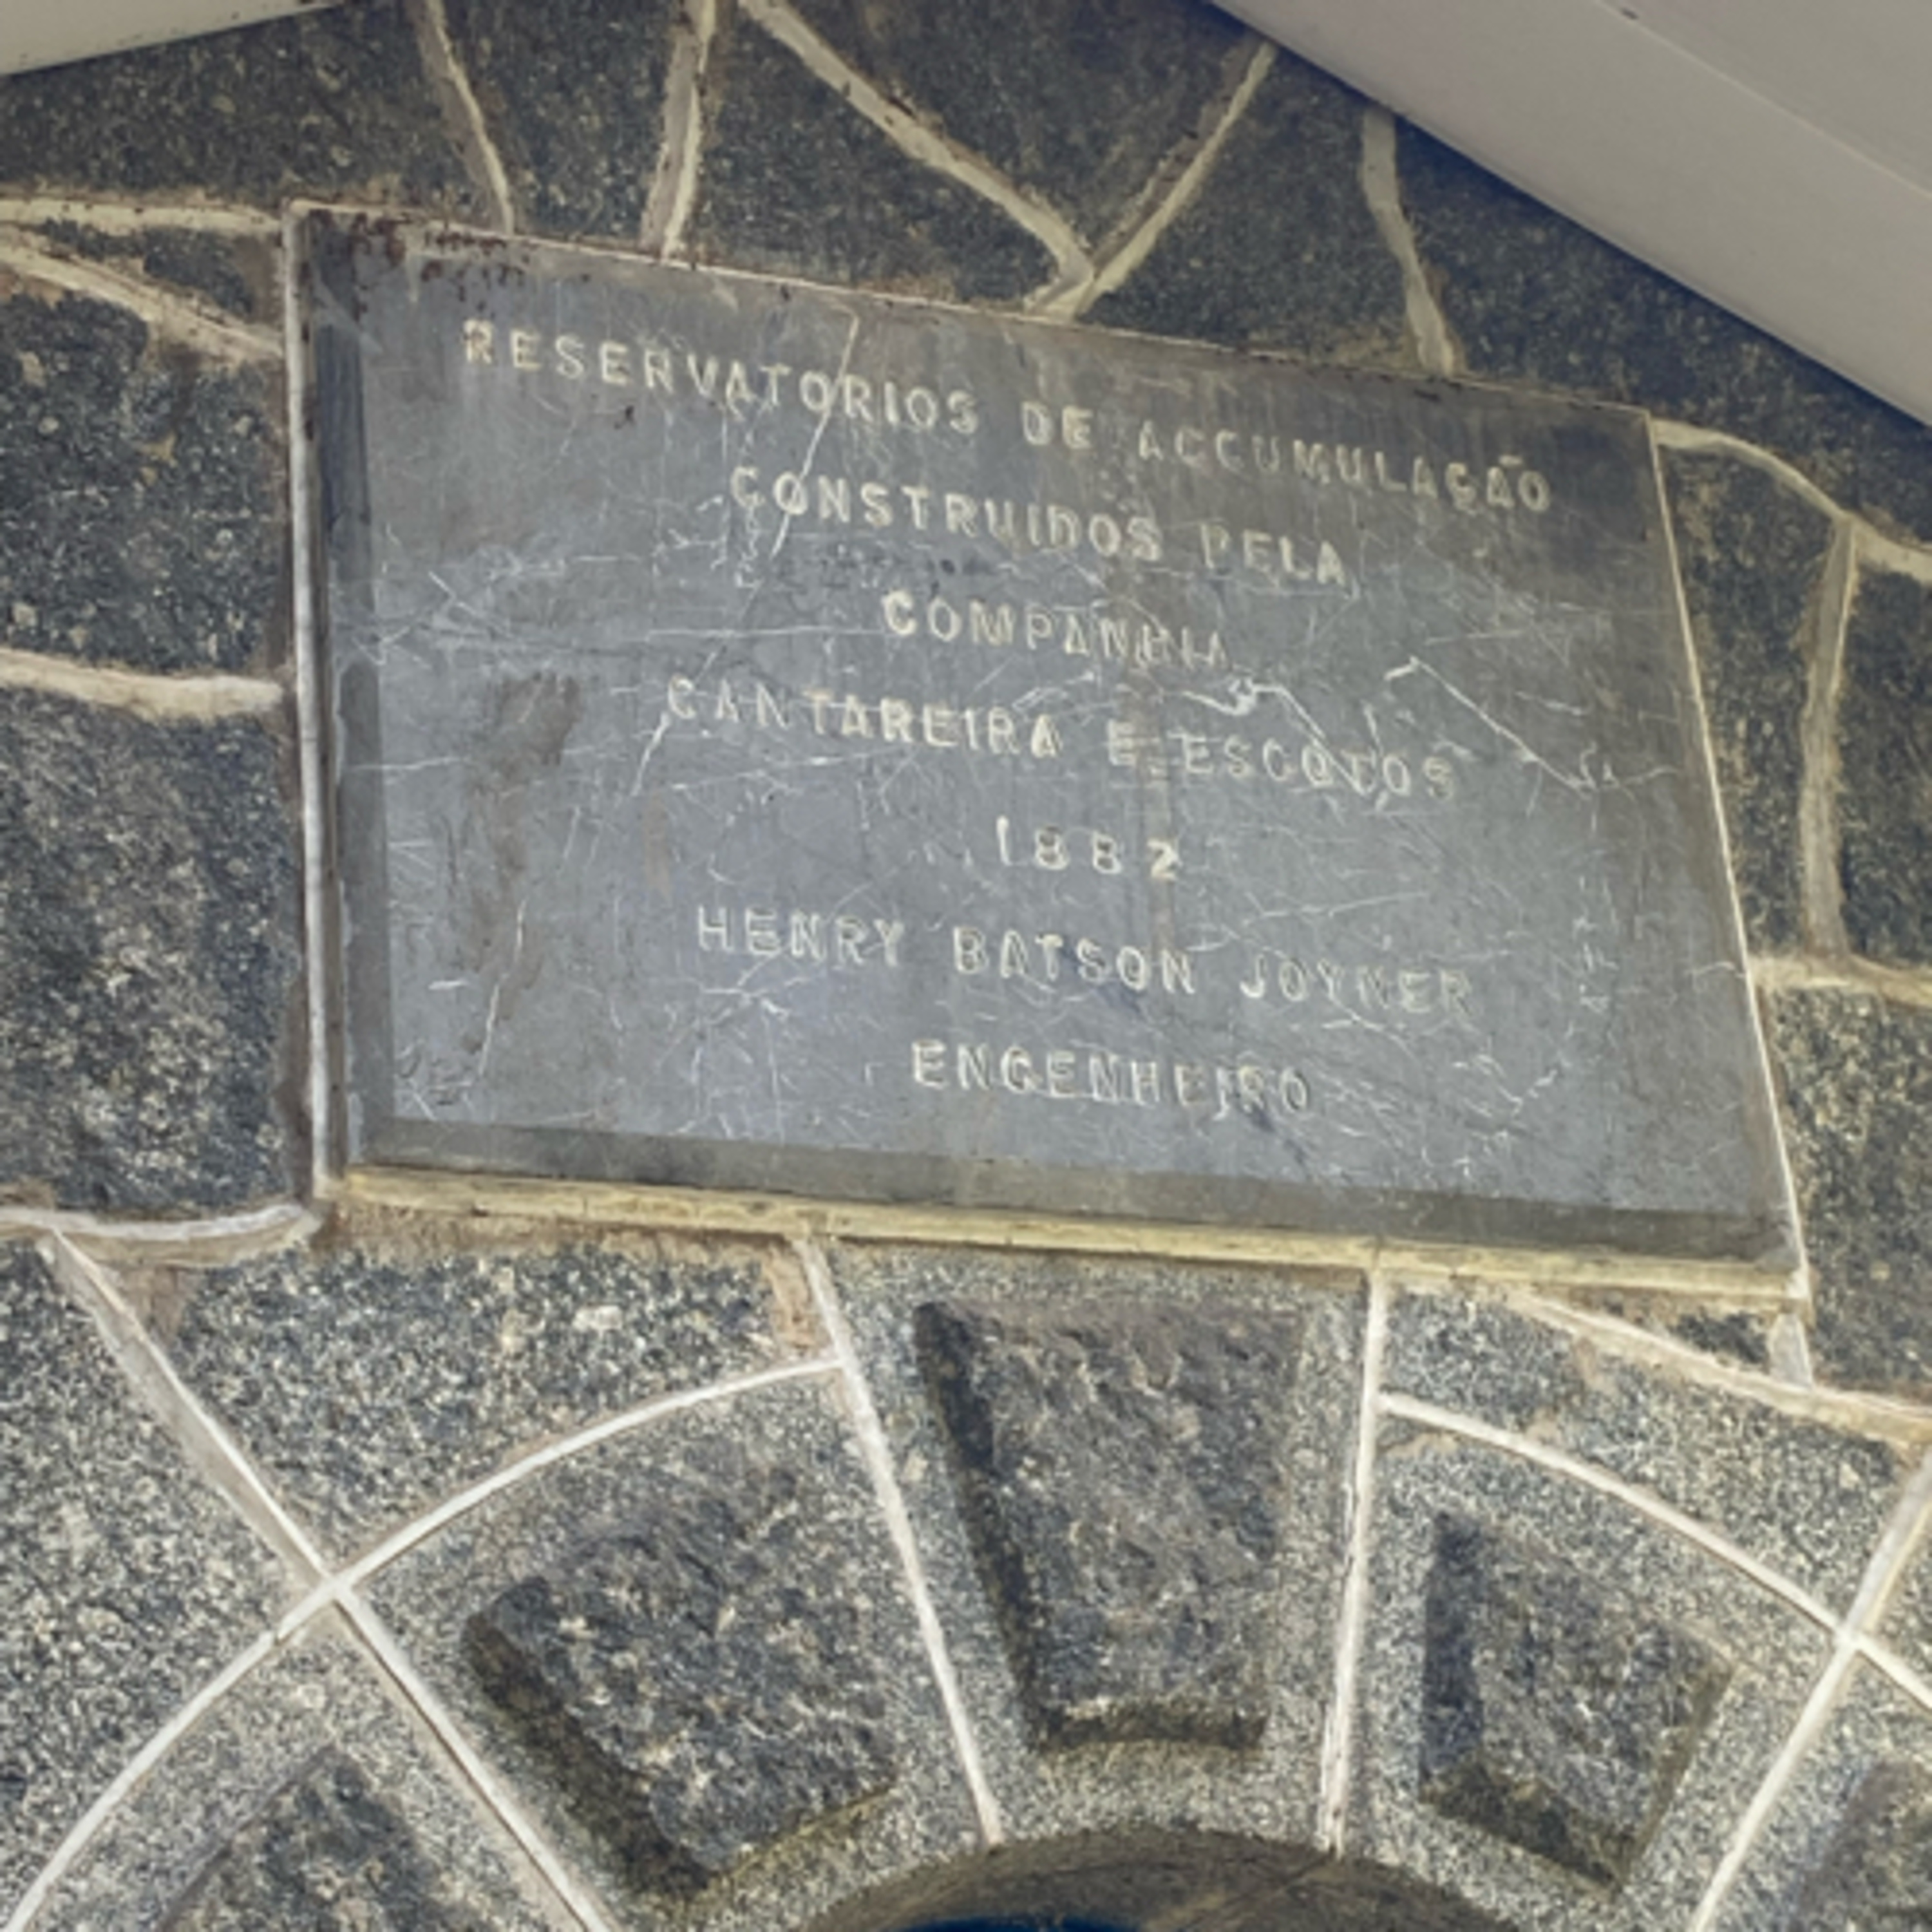 RESERVATORIOS DE ACCUMULAÇÃO
CONSTRUIDOS PELA
COMPANHIA
CANTAREIRA E ESGOTOS
1882
HENRY BATSON JOYNER
ENGENHEIRO